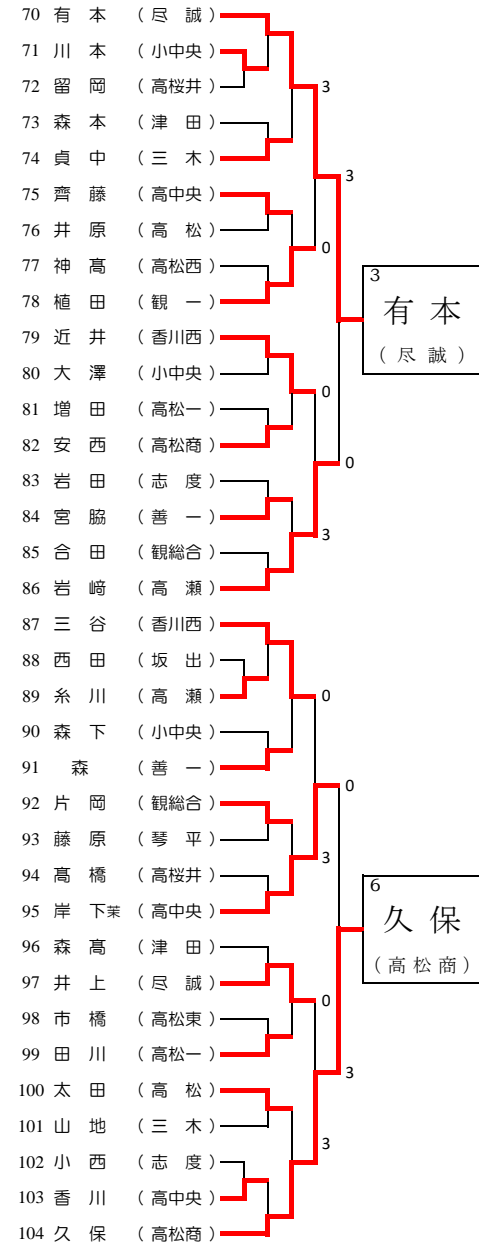 70 有 本 （ 尽 誠 ）
71 川 本 （ 小中央 ）
72 留 岡 （ 高桜井 ）
3
73 森 本 （ 津 田 ）
74 貞 中 （ 三 木 ）
3
75 齊 藤 （ 高中央 ）
76 井 原 （ 高 松 ）
0
77 神 髙 （ 高松西 ）
3
78 植 田 （ 観 一 ）
有 本
79 近 井 （ 香川西 ）
（ 尽 誠 ）
80 大 澤 （ 小中央 ）
0
81 増 田 （ 高松一 ）
82 安 西 （ 高松商 ）
0
83 岩 田 （ 志 度 ）
84 宮 脇 （ 善 一 ）
3
85 合 田 （ 観総合 ）
86 岩 﨑 （ 高 瀬 ）
87 三 谷 （ 香川西 ）
88 西 田 （ 坂 出 ）
89 糸 川 （ 高 瀬 ）
0
90 森 下 （ 小中央 ）
91 森 （ 善 一 ）
0
92 片 岡 （ 観総合 ）
93 藤 原 （ 琴 平 ）
3
94 髙 橋 （ 高桜井 ）
6
95 岸 下茉 （ 高中央 ）
久 保
96 森 髙 （ 津 田 ）
（ 高 松 商 ）
97 井 上 （ 尽 誠 ）
0
98 市 橋 （ 高松東 ）
99 田 川 （ 高松一 ）
3
100 太 田 （ 高 松 ）
101 山 地 （ 三 木 ）
3
102 小 西 （ 志 度 ）
103 香 川 （ 高中央 ）
104 久 保 （ 高松商 ）